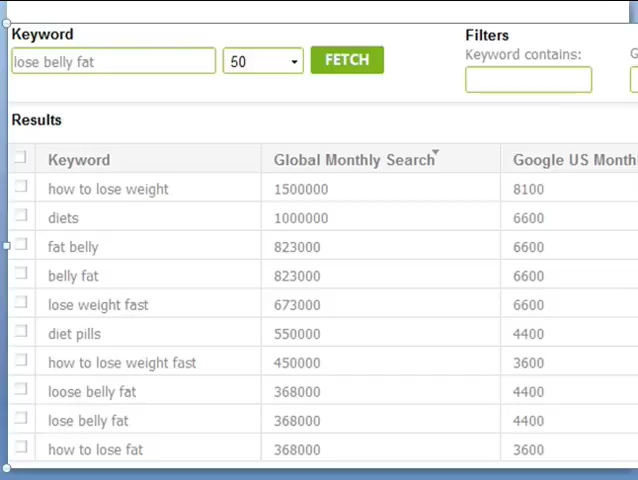 Keyword
Filters
lose belly fat 50 FETCH
Keyword contains:
G
Results
Keyword Global Monthly Search Google US Month
how to lose weight 1500000 8100
diets 1000000 6600
fat belly 823000 6600
belly fat 823000 6600
lose weight fast 673000 6600
diet pills 550000 4400
how to lose weight fast 450000 3600
loose belly fat 368000 4400
lose belly fat 368000 4400
how to lose fat 368000 3600